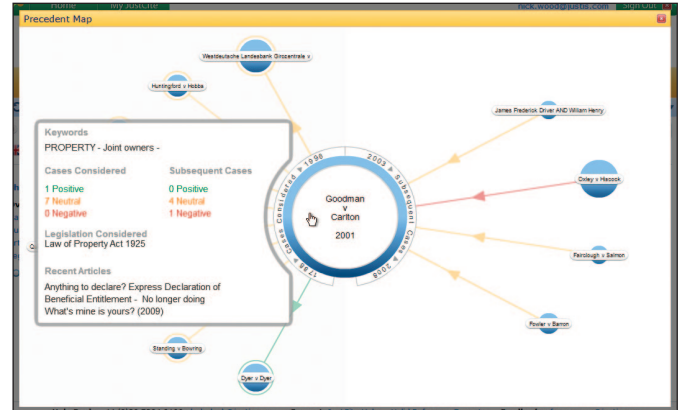 Home My JustCite nick.wood@justis.com Sign Out
Precedent Map
Westdeutsche Landesbank Girozentrale v
Huntingford v Hobbs
James Frederick Driver AND William Henry
Keywords
PROPERTY - Joint owners -
Cases Considered Subsequent Cases
1 Positive 0 Positive
7 Neutral 4 Neutral
0 Negative 1 Negative
Legislation Considered
Law of Property Act 1925
Recent Articles
Anything to declare? Express Declaration of
Beneficial Entitlement - No longer doing
What's mine is yours? (2009)
1788 Cases Considered 1996
2003 Subsequent Cases 2008
Goodman
v
Carlton
2001
Oxley v Hiscock
Fairclough v Salmon
Fowler v Barron
Standing v Bowring
Dyer v Dyer